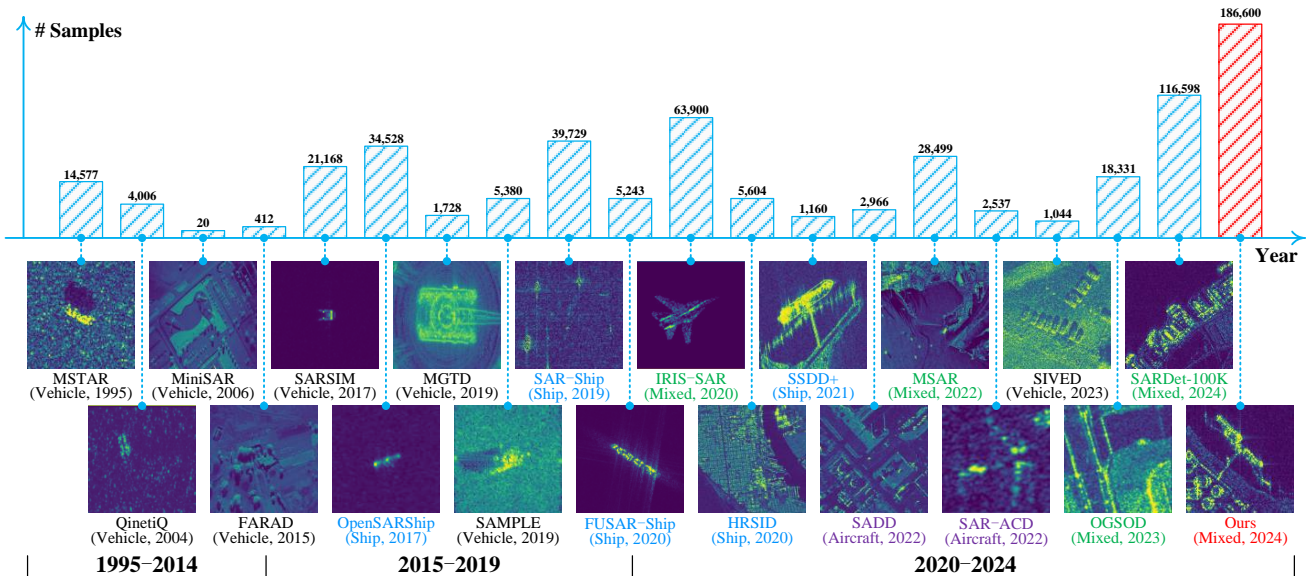 # Samples
14,577
4,006
20
412
21,168
34,528
1,728
5,380
39,729
5,243
63,900
5,604
1,160
2,966
28,499
2,537
1,044
18,331
116,598
186,600
Year
MSTAR
(Vehicle, 1995)
MiniSAR
(Vehicle, 2006)
SARSIM
(Vehicle, 2017)
MGTD
(Vehicle, 2019)
SAR-Ship
(Ship, 2019)
IRIS-SAR
(Mixed, 2020)
SSDD+
(Ship, 2021)
MSAR
(Mixed, 2022)
SIVED
(Vehicle, 2023)
SARDet-100K
(Mixed, 2024)
QinetiQ
(Vehicle, 2004)
FARAD
(Vehicle, 2015)
OpenSARShip
(Ship, 2017)
SAMPLE
(Vehicle, 2019)
FUSAR-Ship
(Ship, 2020)
HRSID
(Ship, 2020)
SADD
(Aircraft, 2022)
SAR-ACD
(Aircraft, 2022)
OGSOD
(Mixed, 2023)
Ours
(Mixed, 2024)
1995-2014
2015-2019
2020-2024